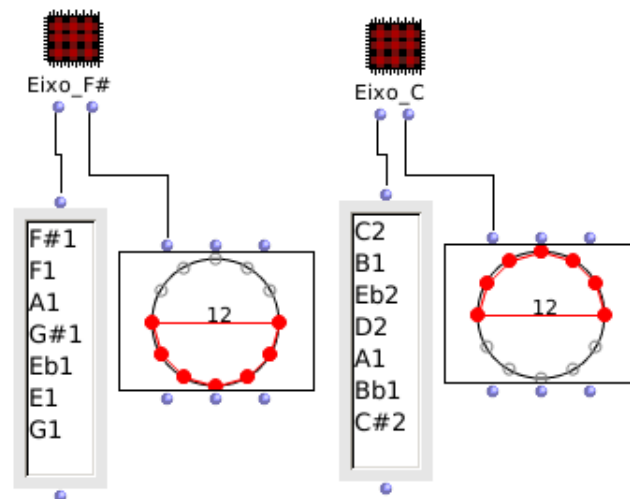 Eixo_F#
F#1
F1
A1
G#1
Eb1
E1
G1
12
Eixo_C
C2
B1
Eb2
D2
A1
Bb1
C#2
12